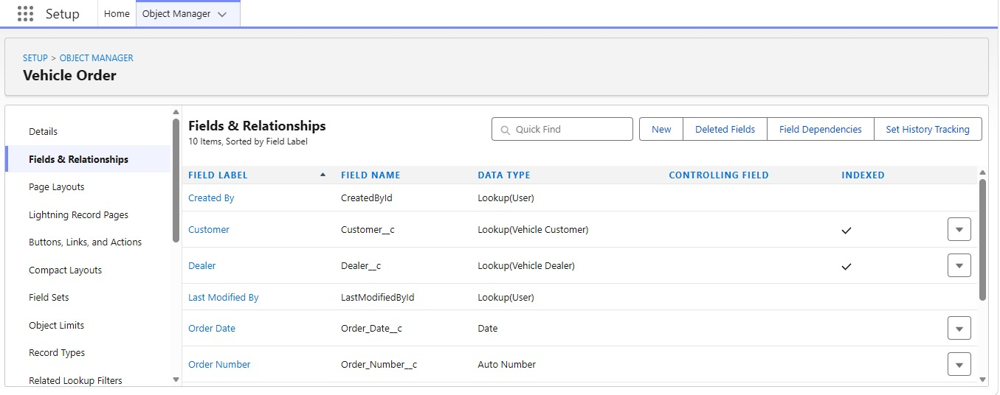 Setup Home Object Manager
SETUP > OBJECT MANAGER
Vehicle Order
Details
Fields & Relationships
Page Layouts
Lightning Record Pages
Buttons, Links, and Actions
Compact Layouts
Field Sets
Object Limits
Record Types
Related Lookup Filters
Fields & Relationships
10 Items, Sorted by Field Label
Quick Find New Deleted Fields Field Dependencies Set History Tracking
FIELD LABEL FIELD NAME DATA TYPE CONTROLLING FIELD INDEXED
Created By CreatedById Lookup(User)
Customer Customer__c Lookup(Vehicle Customer)
Dealer Dealer__c Lookup(Vehicle Dealer)
Last Modified By LastModifiedById Lookup(User)
Order Date Order_Date__c Date
Order Number Order_Number__c Auto Number